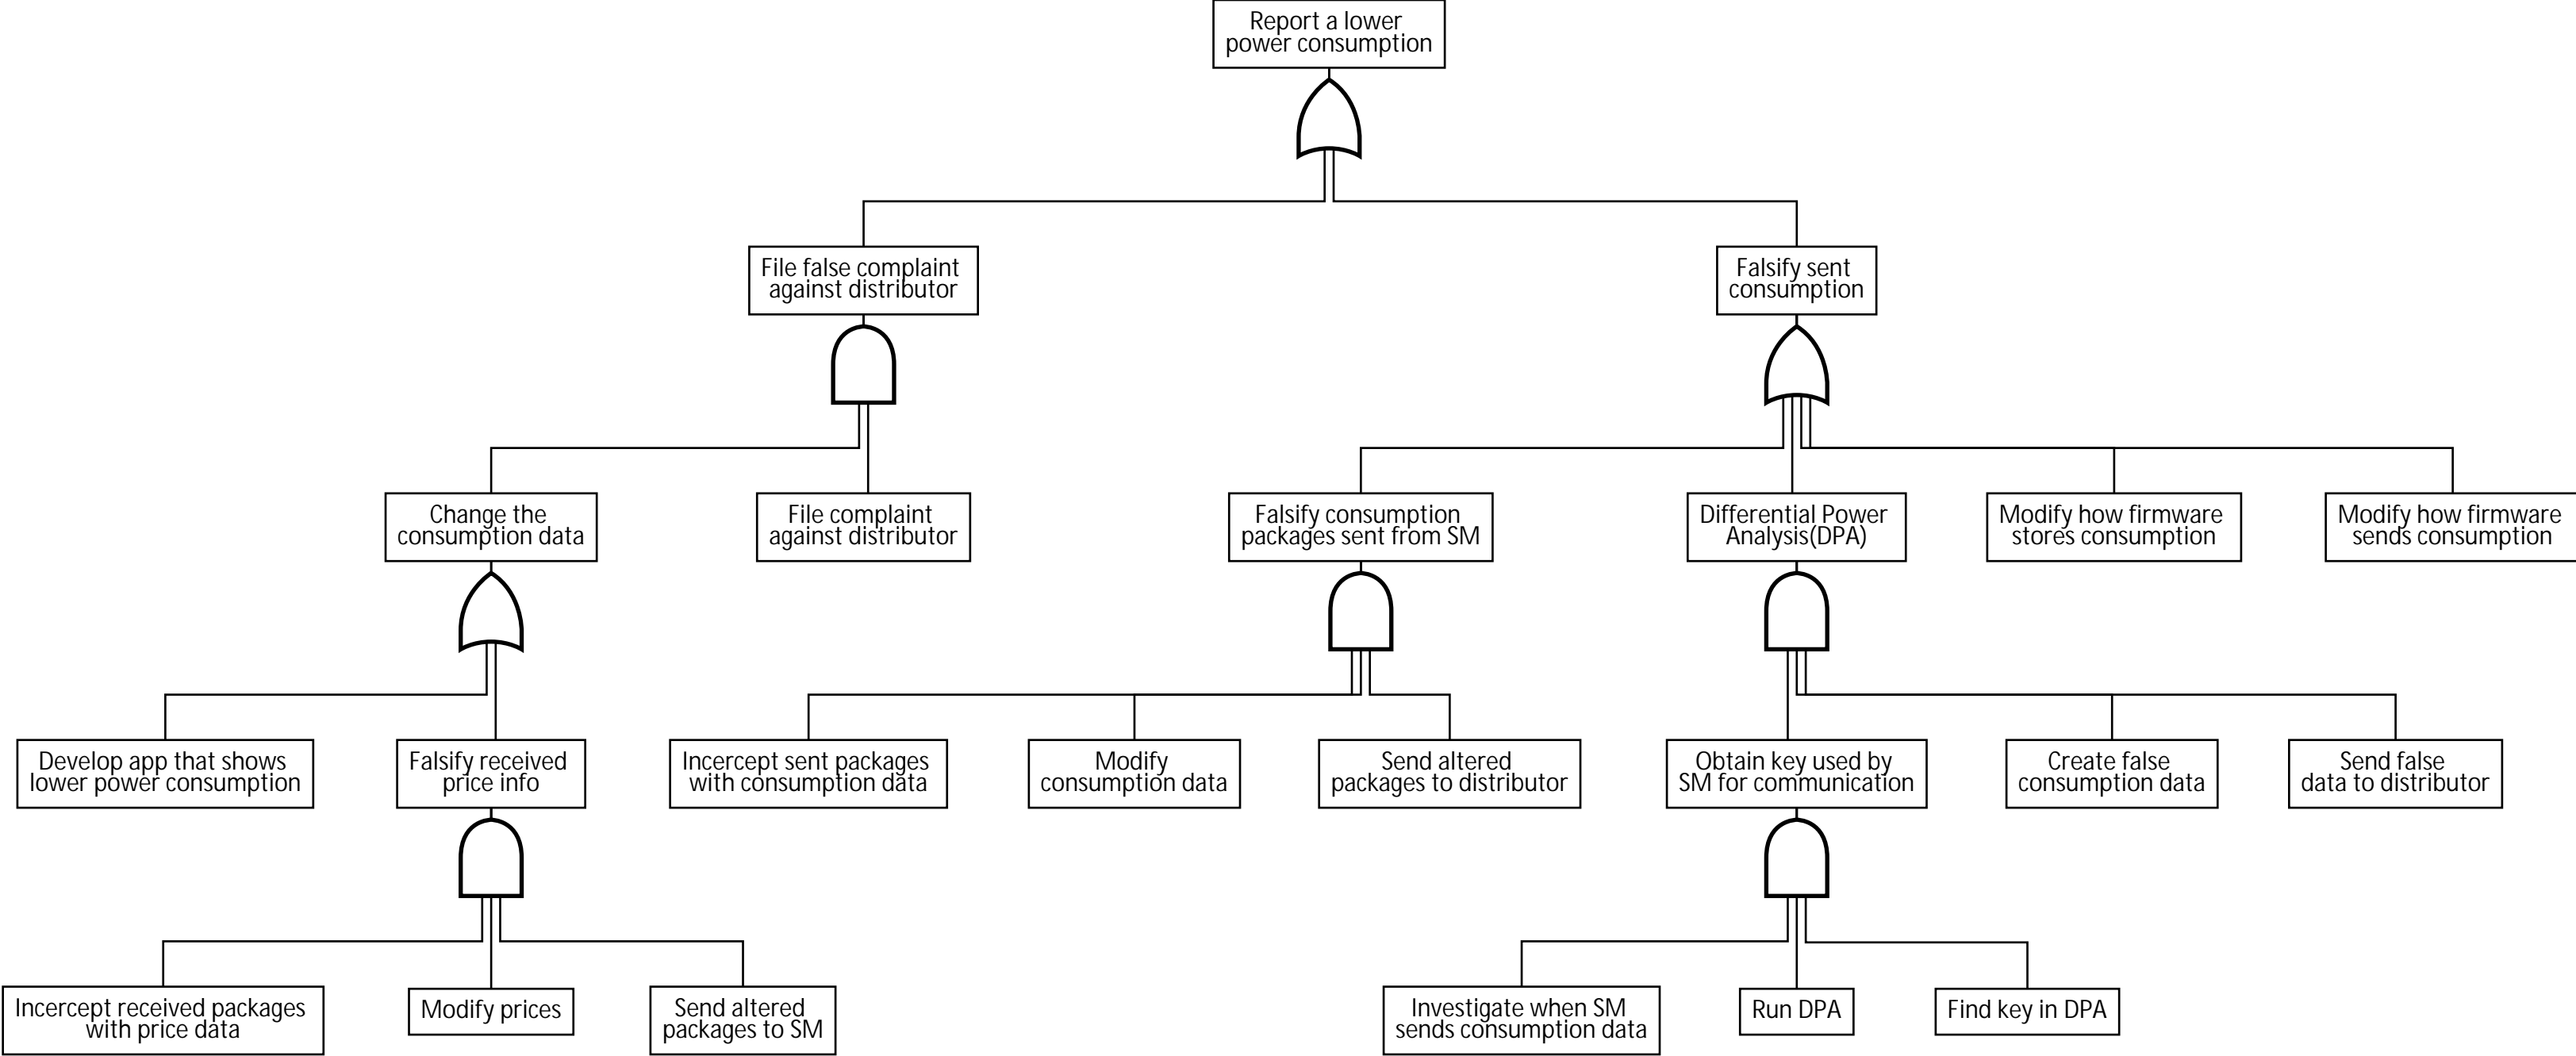 Report a lower
power consumption
File false complaint
against distributor
Falsify sent
consumption
Change the
consumption data
File complaint
against distributor
Falsify consumption
packages sent from SM
Differential Power
Analysis(DPA)
Modify how firmware
stores consumption
Modify how firmware
sends consumption
Develop app that shows
lower power consumption
Falsify received
price info
Incercept sent packages
with consumption data
Modify
consumption data
Send altered
packages to distributor
Obtain key used by
SM for communication
Create false
consumption data
Send false
data to distributor
Incercept received packages
with price data
Modify prices
Send altered
packages to SM
Investigate when SM
sends consumption data
Run DPA
Find key in DPA